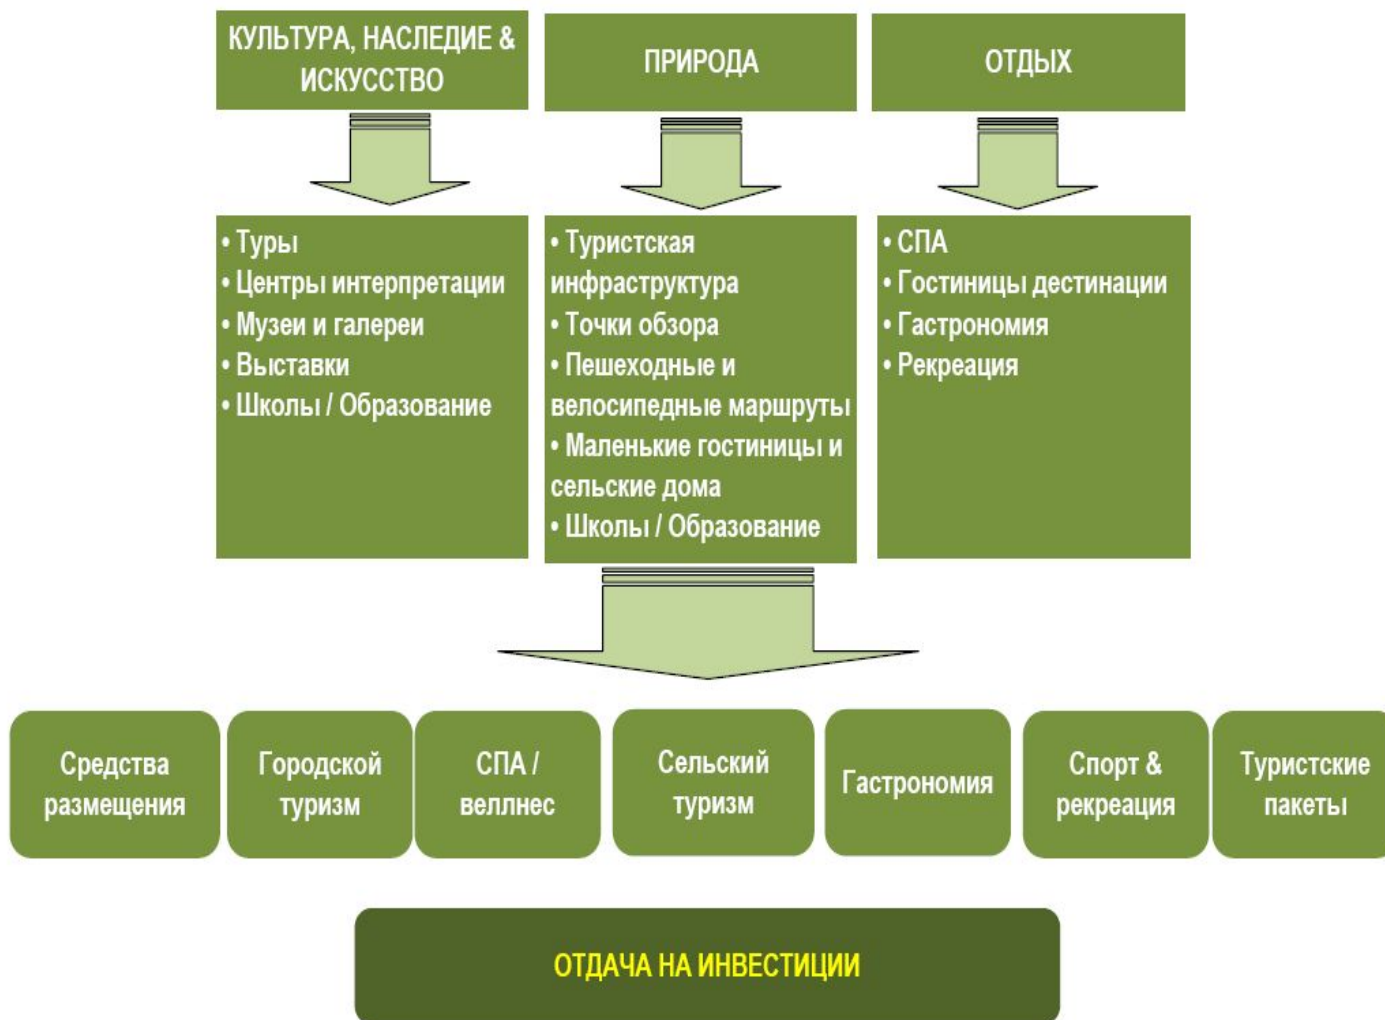 КУЛЬТУРА, НАСЛЕДИЕ &
ИСКУССТВО
ПРИРОДА
ОТДЫХ
• Туры
• Центры интерпретации
• Музеи и галереи
• Выставки
• Школы / Образование
• Туристская
инфраструктура
• Точки обзора
• Пешеходные и
велосипедные маршруты
• Маленькие гостиницы и
сельские дома
• Школы / Образование
• СПА
• Гостиницы дестинации
• Гастрономия
• Рекреация
Средства
размещения
Городской
туризм
СПА /
веллнес
Сельский
туризм
Гастрономия
Спорт &
рекреация
Туристские
пакеты
ОТДАЧА НА ИНВЕСТИЦИИ